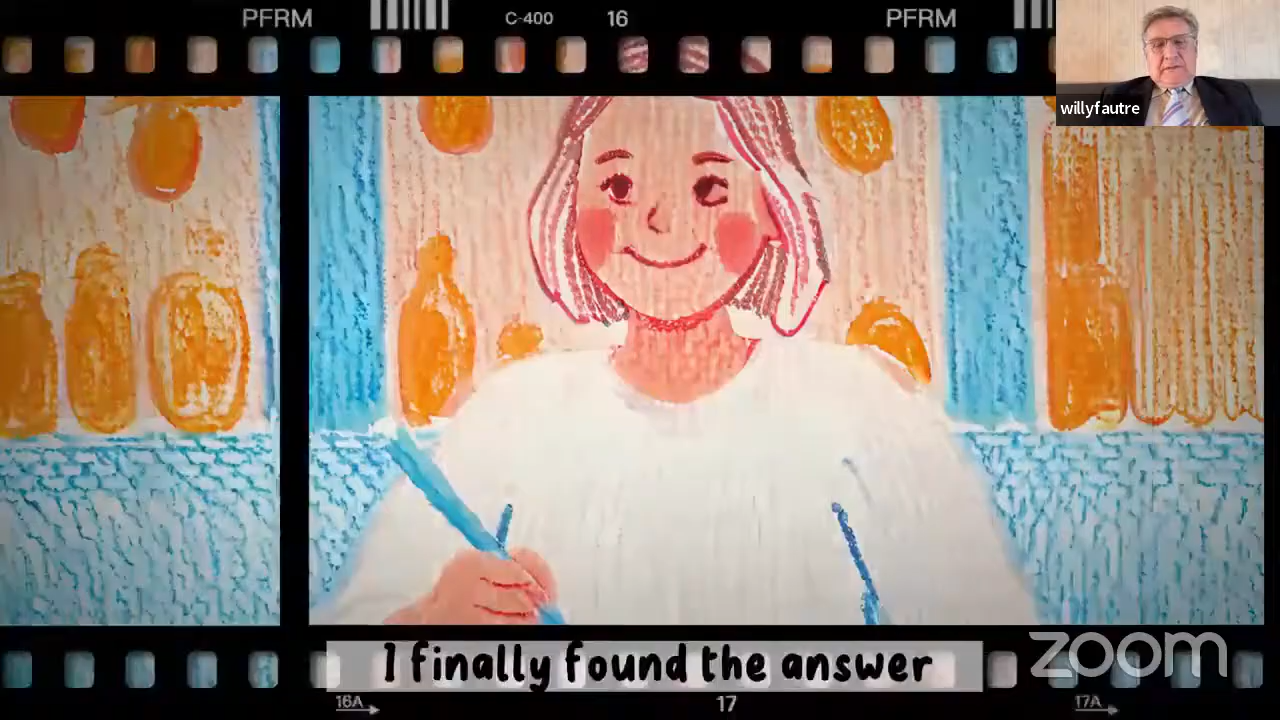 PFRM C-400 16 PFRM
willyfautre
I finally found the answer
zoom
16A 17 17A